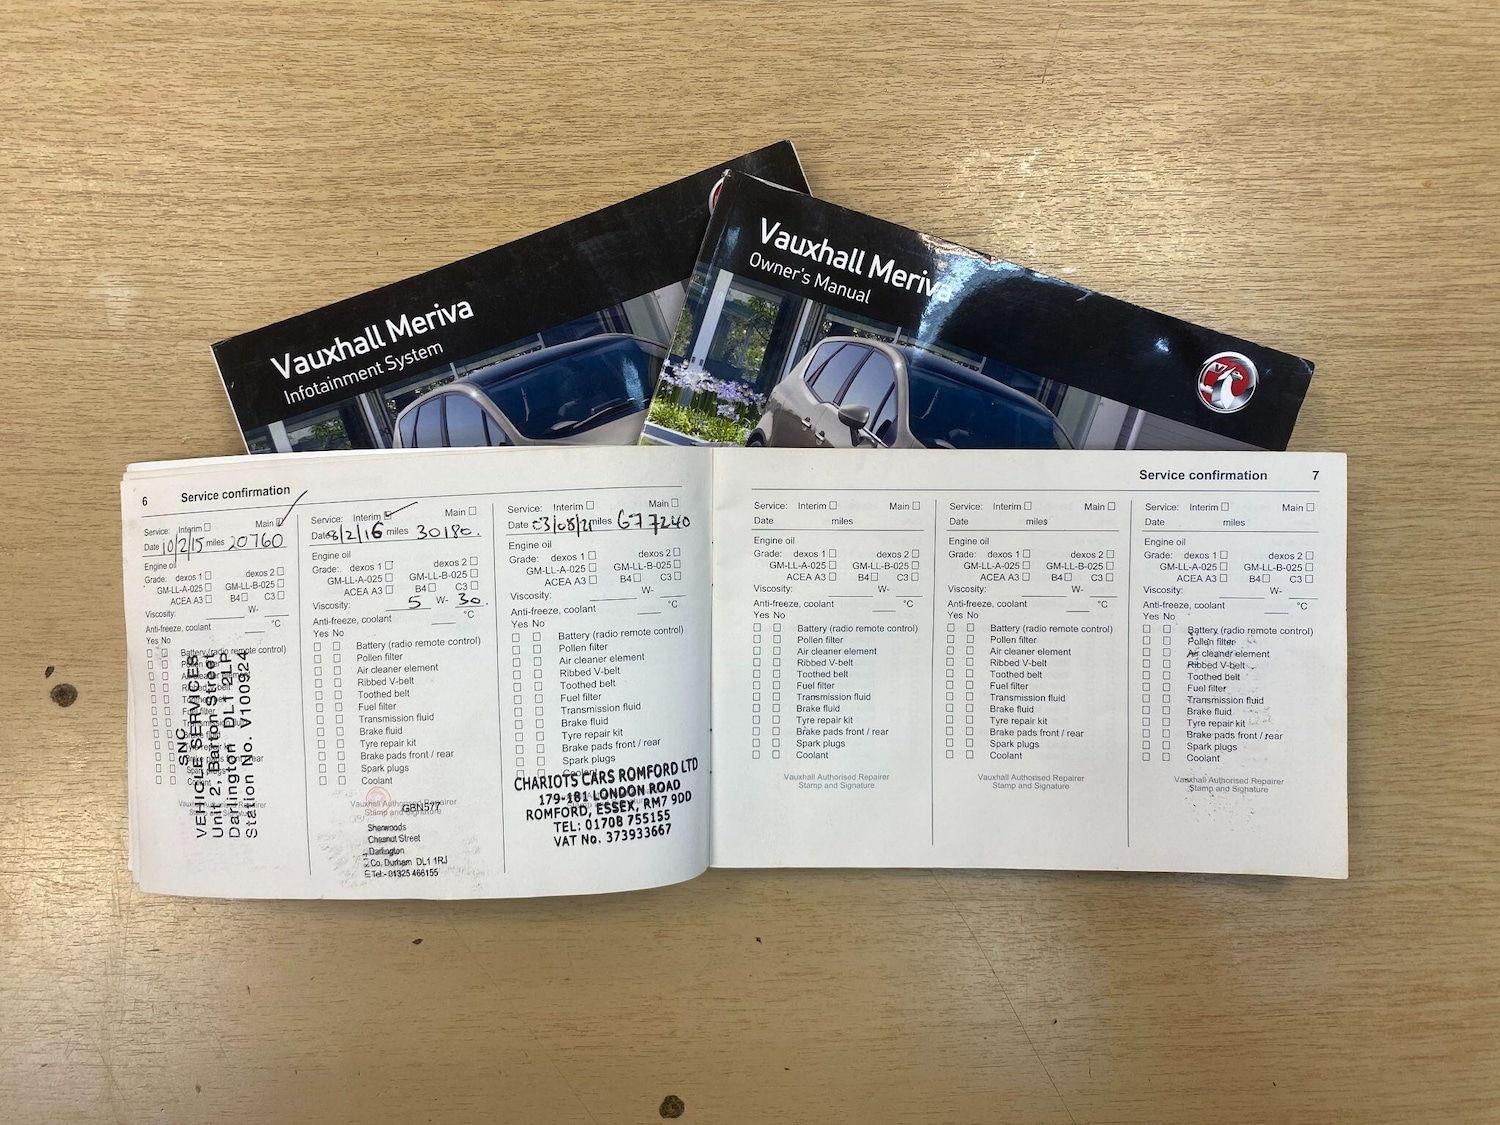 Vauxhall Meriva
Infotainment System
Vauxhall Meriva
Owner's Manual
6 Service confirmation
Service: Interim Main
Date 10/2/15 miles 20760
Engine oil
Grade: dexos 1 dexos 2
GM-LL-A-025 GM-LL-B-025
ACEA A3 B4 C3
Viscosity: W-
Anti-freeze, coolant °C
Yes No
Battery (radio remote control)
SNC
VEHICLE SERVICES
Unit 2, Barton Street
Darlington DL1 2LP
Station No. V100924
Service: Interim Main
Date 8/2/16 miles 30180.
Engine oil
Grade: dexos 1 dexos 2
GM-LL-A-025 GM-LL-B-025
ACEA A3 B4 C3
Viscosity: 5 W- 30.
Anti-freeze, coolant °C
Yes No
Battery (radio remote control)
Pollen filter
Air cleaner element
Ribbed V-belt
Toothed belt
Fuel filter
Transmission fluid
Brake fluid
Tyre repair kit
Brake pads front / rear
Spark plugs
Coolant
Vauxhall Authorised Repairer
Stamp and Signature
GBN577
Sherwoods
Chesnut Street
Darlington
Co. Durham DL1 1RJ
Tel:- 01325 466155
Service: Interim Main
Date 03/08/21 miles 677240
Engine oil
Grade: dexos 1 dexos 2
GM-LL-A-025 GM-LL-B-025
ACEA A3 B4 C3
Viscosity: W-
Anti-freeze, coolant °C
Yes No
Battery (radio remote control)
Pollen filter
Air cleaner element
Ribbed V-belt
Toothed belt
Fuel filter
Transmission fluid
Brake fluid
Tyre repair kit
Brake pads front / rear
Spark plugs
Coolant
CHARIOTS CARS ROMFORD LTD
179-181 LONDON ROAD
ROMFORD, ESSEX, RM7 9DD
TEL: 01708 755155
VAT No. 373933667
Service confirmation 7
Service: Interim Main
Date miles
Engine oil
Grade: dexos 1 dexos 2
GM-LL-A-025 GM-LL-B-025
ACEA A3 B4 C3
Viscosity: W-
Anti-freeze, coolant °C
Yes No
Battery (radio remote control)
Pollen filter
Air cleaner element
Ribbed V-belt
Toothed belt
Fuel filter
Transmission fluid
Brake fluid
Tyre repair kit
Brake pads front / rear
Spark plugs
Coolant
Vauxhall Authorised Repairer
Stamp and Signature
Service: Interim Main
Date miles
Engine oil
Grade: dexos 1 dexos 2
GM-LL-A-025 GM-LL-B-025
ACEA A3 B4 C3
Viscosity: W-
Anti-freeze, coolant °C
Yes No
Battery (radio remote control)
Pollen filter
Air cleaner element
Ribbed V-belt
Toothed belt
Fuel filter
Transmission fluid
Brake fluid
Tyre repair kit
Brake pads front / rear
Spark plugs
Coolant
Vauxhall Authorised Repairer
Stamp and Signature
Service: Interim Main
Date miles
Engine oil
Grade: dexos 1 dexos 2
GM-LL-A-025 GM-LL-B-025
ACEA A3 B4 C3
Viscosity: W-
Anti-freeze, coolant °C
Yes No
Battery (radio remote control)
Pollen filter
Air cleaner element
Ribbed V-belt
Toothed belt
Fuel filter
Transmission fluid
Brake fluid
Tyre repair kit
Brake pads front / rear
Spark plugs
Coolant
Vauxhall Authorised Repairer
Stamp and Signature